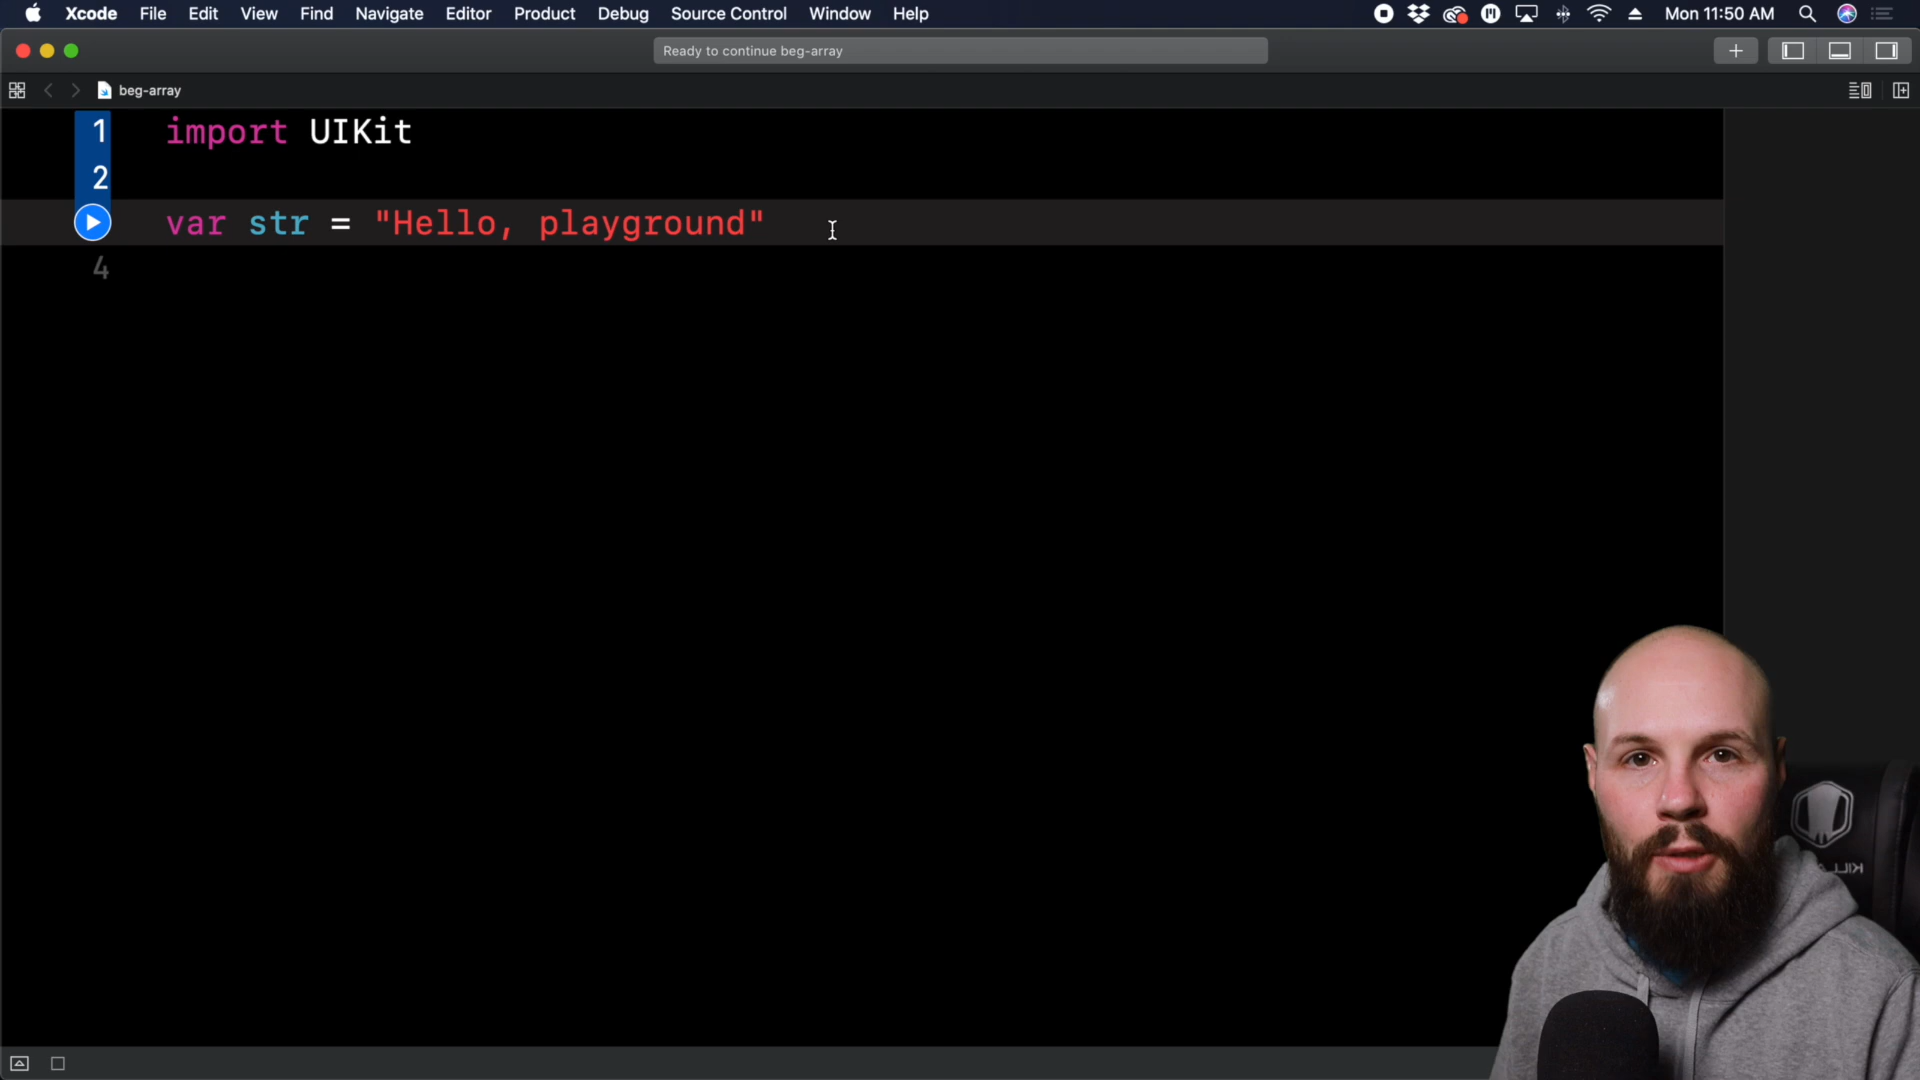 Xcode File Edit View Find Navigate Editor Product Debug Source Control Window Help Mon 11:50 AM
Ready to continue beg-array
beg-array
1 import UIKit
2
var str = "Hello, playground"
4